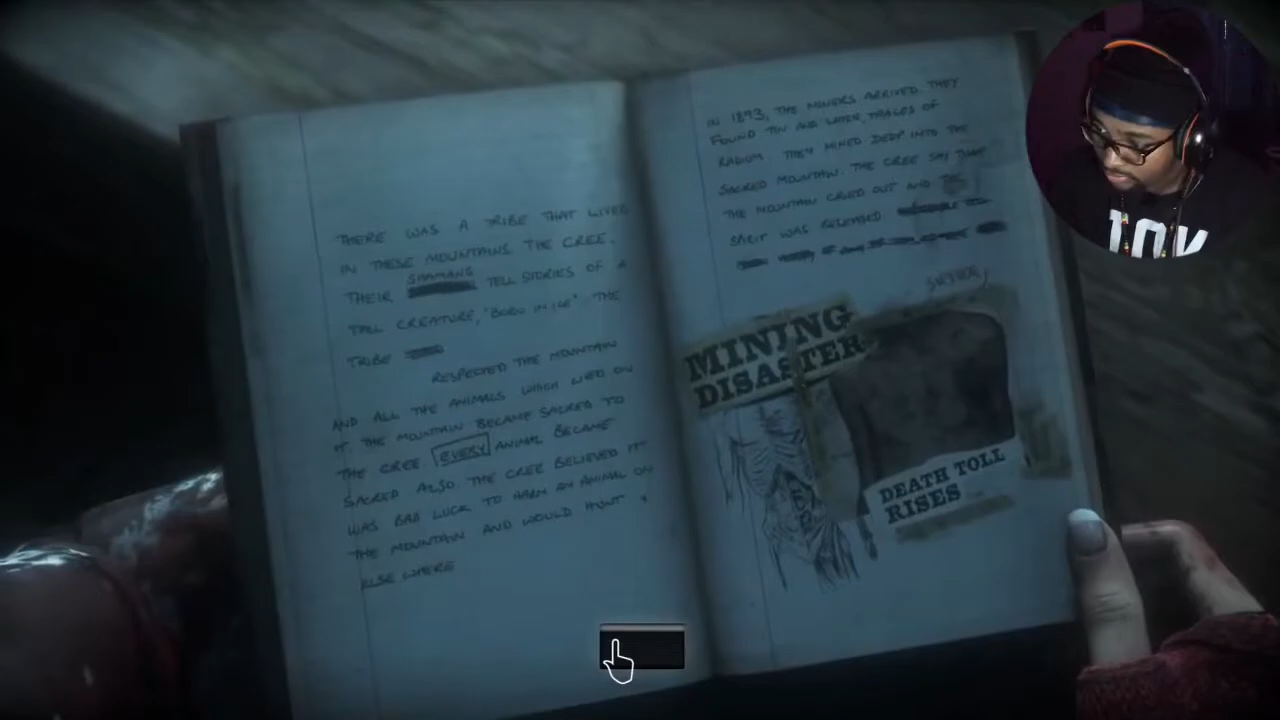 THERE WAS A TRIBE THAT LIVED
IN THESE MOUNTAINS. THE CREE.
SHAMANS
THEIR TELL STORIES OF A
TALL CREATURE, "BORN IN ICE". THE
TRIBE
RESPECTED THE MOUNTAIN
AND ALL THE ANIMALS WHICH LIVED ON
IT. THE MOUNTAIN BECAME SACRED TO
THE CREE. EVERY ANIMAL BECAME
SACRED ALSO. THE CREE BELIEVED IT
WAS BAD LUCK TO HARM AN ANIMAL ON
THE MOUNTAIN AND WOULD HUNT
ELSE WHERE
IN 1893, THE MINERS ARRIVED. THEY
FOUND TIN AND LATER, TRACES OF
RADIUM. THEY MINED DEEP INTO THE
SACRED MOUNTAIN. THE CREE SAY THAT
THE MOUNTAIN CRIED OUT AND THE
SPIRIT WAS RELEASED
MINING
DISASTER
DEATH TOLL
RISES